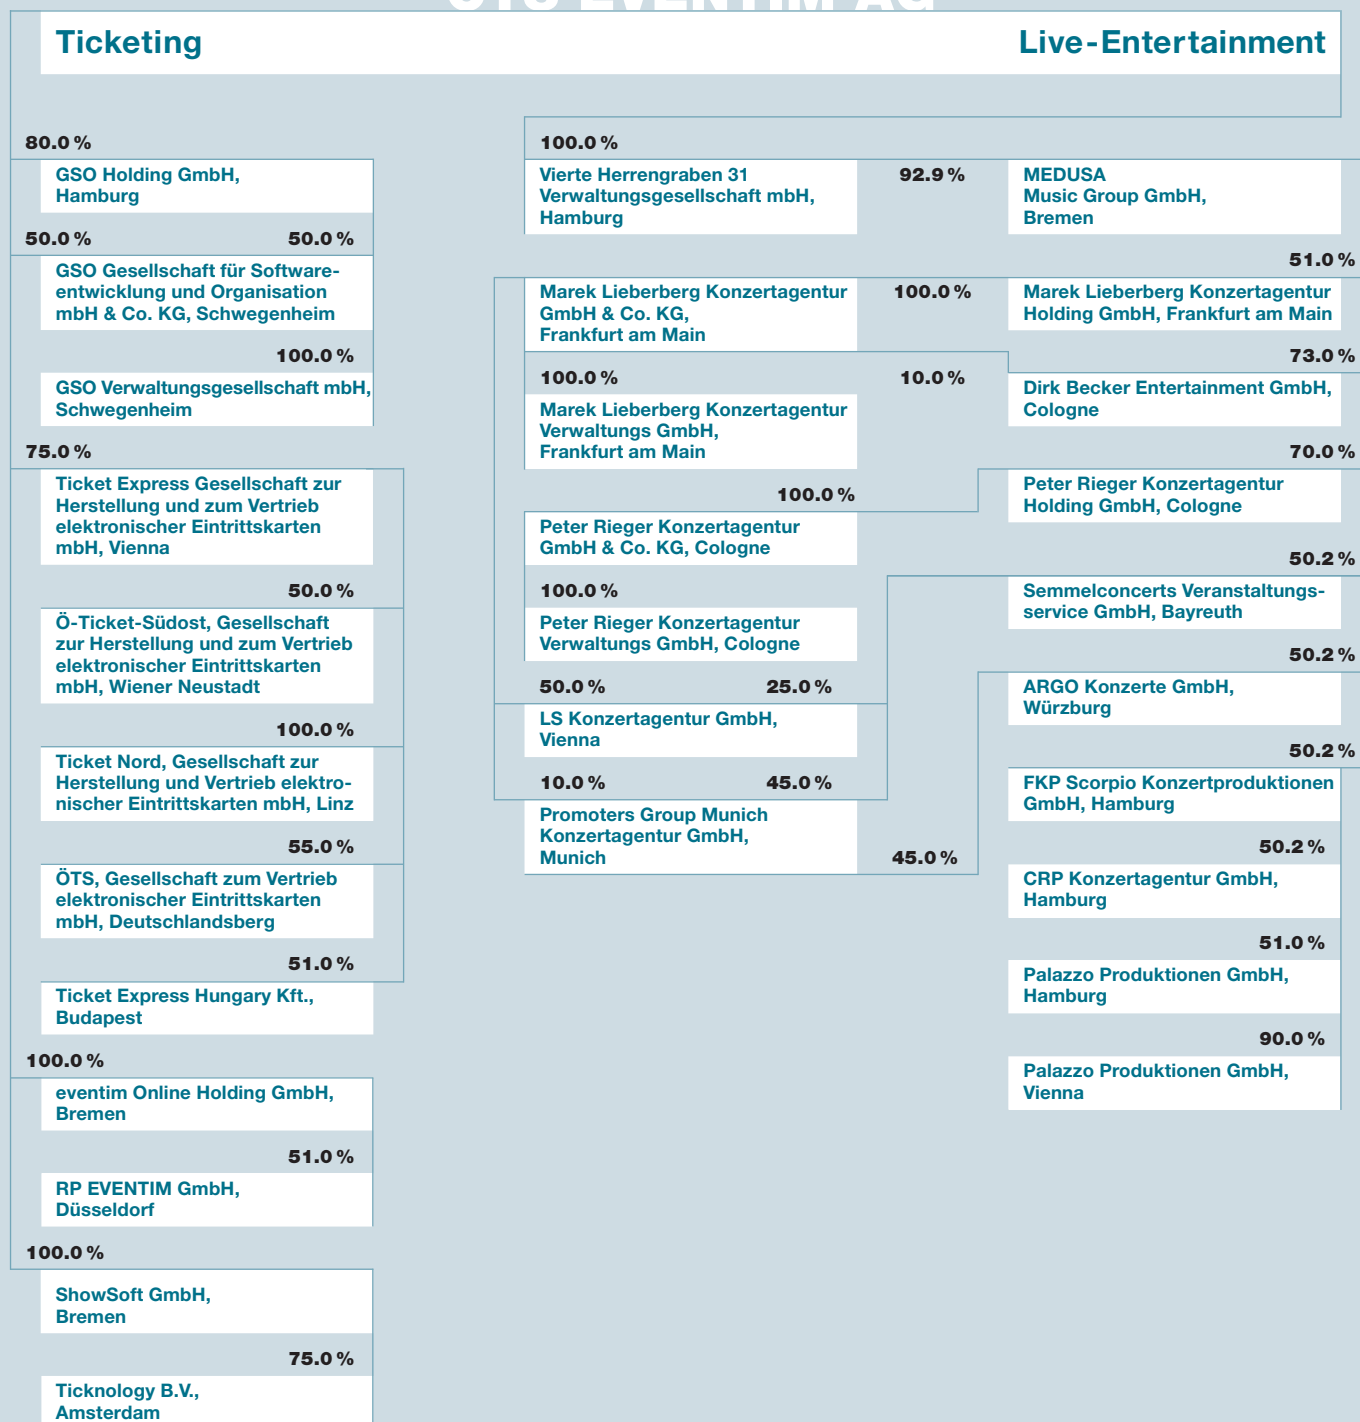 CTS EVENTIM AG
Ticketing
Live-Entertainment
80.0 %
GSO Holding GmbH,
Hamburg
50.0 % 50.0 %
GSO Gesellschaft für Software-
entwicklung und Organisation
mbH & Co. KG, Schwegenheim
100.0 %
GSO Verwaltungsgesellschaft mbH,
Schwegenheim
75.0 %
Ticket Express Gesellschaft zur
Herstellung und zum Vertrieb
elektronischer Eintrittskarten
mbH, Vienna
50.0 %
Ö-Ticket-Südost, Gesellschaft
zur Herstellung und zum Vertrieb
elektronischer Eintrittskarten
mbH, Wiener Neustadt
100.0 %
Ticket Nord, Gesellschaft zur
Herstellung und Vertrieb elektro-
nischer Eintrittskarten mbH, Linz
55.0 %
ÖTS, Gesellschaft zum Vertrieb
elektronischer Eintrittskarten
mbH, Deutschlandsberg
51.0 %
Ticket Express Hungary Kft.,
Budapest
100.0 %
eventim Online Holding GmbH,
Bremen
51.0 %
RP EVENTIM GmbH,
Düsseldorf
100.0 %
ShowSoft GmbH,
Bremen
75.0 %
Ticknology B.V.,
Amsterdam
100.0 %
Vierte Herrengraben 31
Verwaltungsgesellschaft mbH,
Hamburg
92.9 %
Marek Lieberberg Konzertagentur
GmbH & Co. KG,
Frankfurt am Main
100.0 %
100.0 % 10.0 %
Marek Lieberberg Konzertagentur
Verwaltungs GmbH,
Frankfurt am Main
100.0 %
Peter Rieger Konzertagentur
GmbH & Co. KG, Cologne
100.0 %
Peter Rieger Konzertagentur
Verwaltungs GmbH, Cologne
50.0 % 25.0 %
LS Konzertagentur GmbH,
Vienna
10.0 % 45.0 %
Promoters Group Munich
Konzertagentur GmbH,
Munich
45.0 %
MEDUSA
Music Group GmbH,
Bremen
51.0 %
Marek Lieberberg Konzertagentur
Holding GmbH, Frankfurt am Main
73.0 %
Dirk Becker Entertainment GmbH,
Cologne
70.0 %
Peter Rieger Konzertagentur
Holding GmbH, Cologne
50.2 %
Semmelconcerts Veranstaltungs-
service GmbH, Bayreuth
50.2 %
ARGO Konzerte GmbH,
Würzburg
50.2 %
FKP Scorpio Konzertproduktionen
GmbH, Hamburg
50.2 %
CRP Konzertagentur GmbH,
Hamburg
51.0 %
Palazzo Produktionen GmbH,
Hamburg
90.0 %
Palazzo Produktionen GmbH,
Vienna